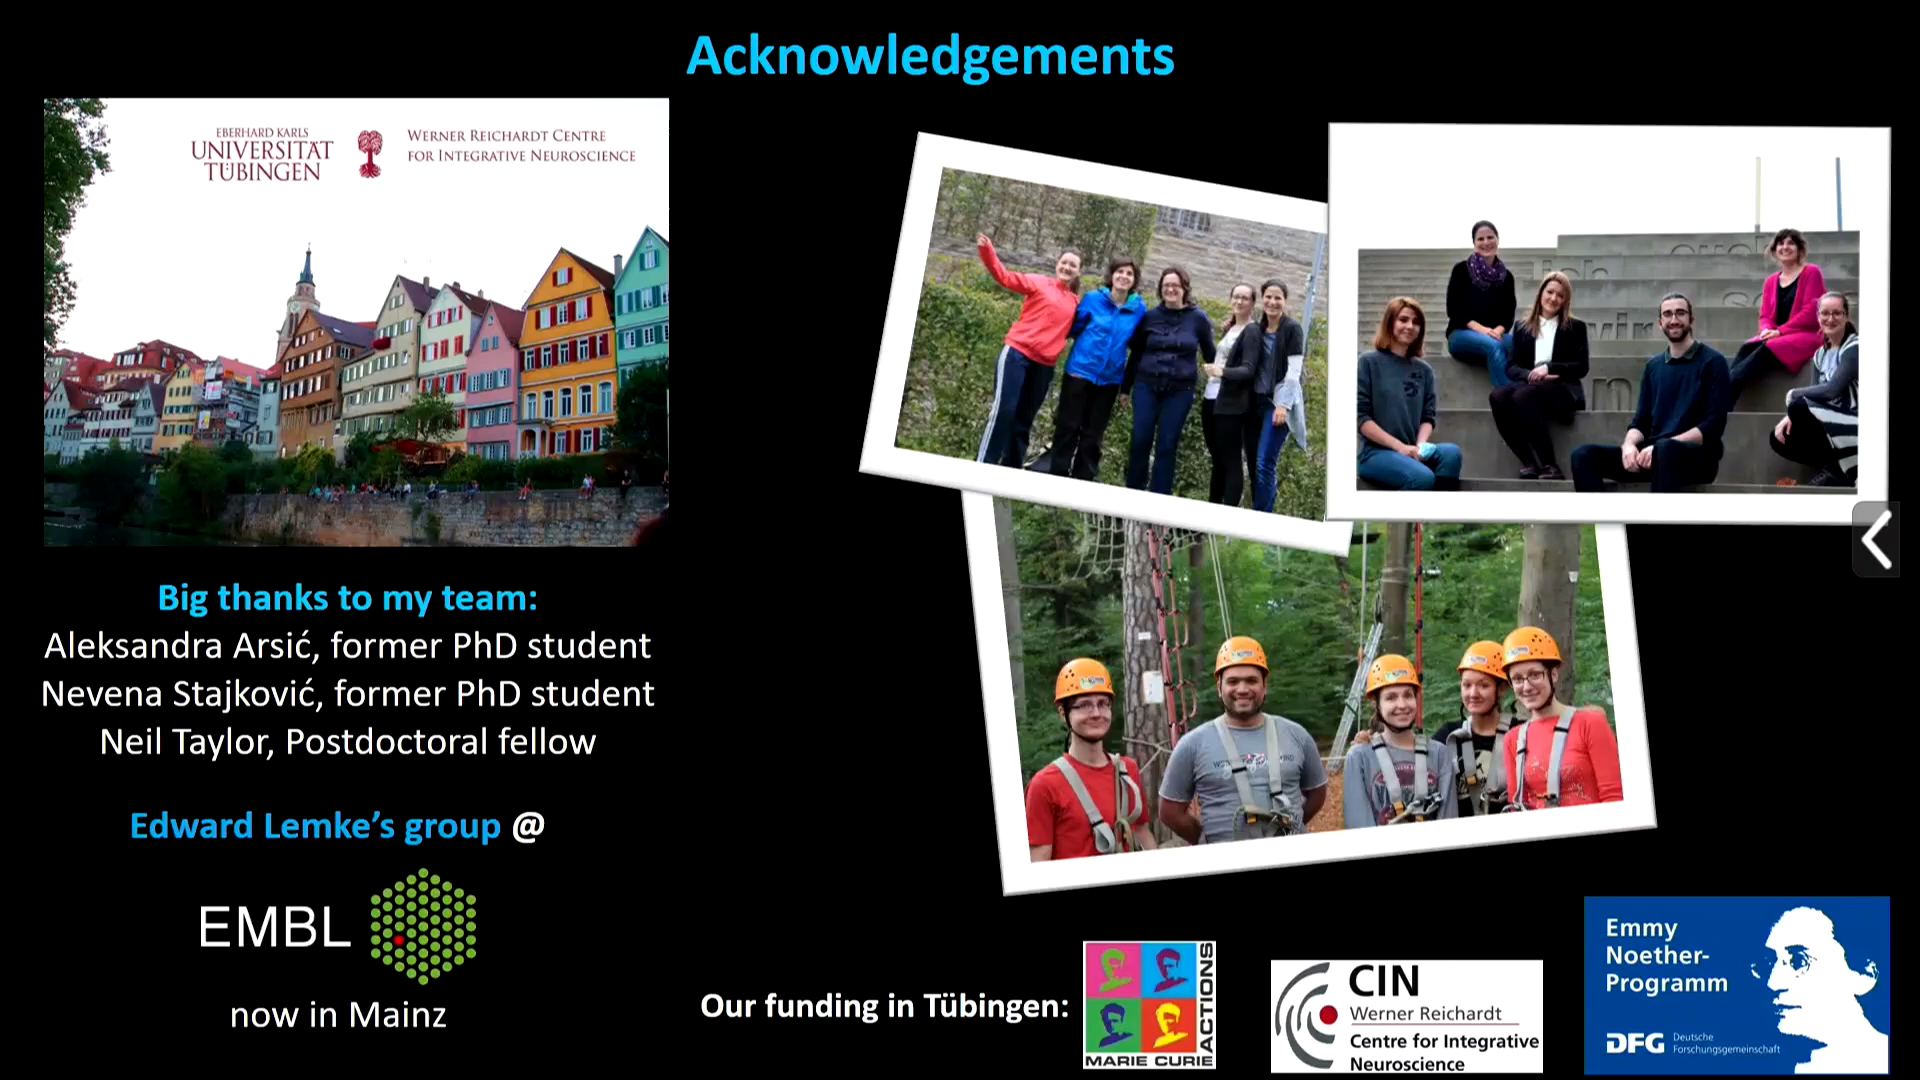 Acknowledgements
EBERHARD KARLS
UNIVERSITÄT
TÜBINGEN
WERNER REICHARDT CENTRE
FOR INTEGRATIVE NEUROSCIENCE
Big thanks to my team:
Aleksandra Arsić, former PhD student
Nevena Stajković, former PhD student
Neil Taylor, Postdoctoral fellow
Edward Lemke’s group @
EMBL
now in Mainz
Our funding in Tübingen:
MARIE CURIE
ACTIONS
CIN
Werner Reichardt
Centre for Integrative
Neuroscience
Emmy
Noether-
Programm
DFG
Deutsche
Forschungsgemeinschaft